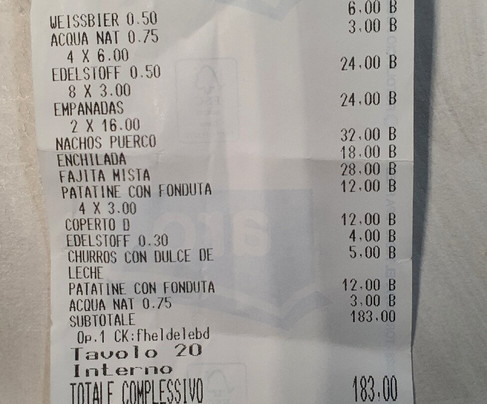 WEISSBIER 0.50 6.00 B
ACQUA NAT 0.75 3.00 B
4 X 6.00
EDELSTOFF 0.50 24.00 B
8 X 3.00
EMPANADAS 24.00 B
2 X 16.00
NACHOS PUERCO 32.00 B
ENCHILADA 18.00 B
FAJITA MISTA 28.00 B
PATATINE CON FONDUTA 12.00 B
4 X 3.00
COPERTO D 12.00 B
EDELSTOFF 0.30 4.00 B
CHURROS CON DULCE DE 5.00 B
LECHE
PATATINE CON FONDUTA 12.00 B
ACQUA NAT 0.75 3.00 B
SUBTOTALE 183.00
Op.1 CK:fheldelebd
Tavolo 20
Interno
TOTALE COMPLESSIVO 183.00